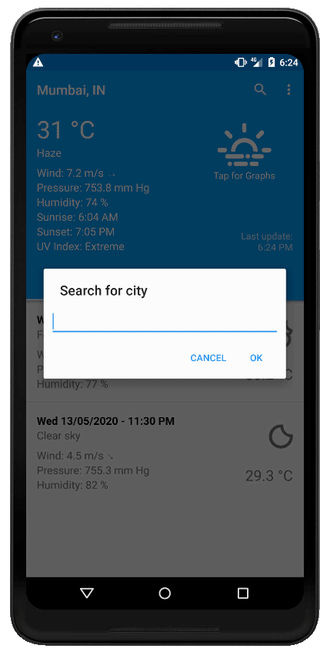 6:24
Mumbai, IN
31 °C
Haze
Tap for Graphs
Wind: 7.2 m/s →
Pressure: 753.8 mm Hg
Humidity: 74 %
Sunrise: 6:04 AM
Sunset: 7:05 PM
UV Index: Extreme
Last update:
6:24 PM
Search for city
CANCEL OK
Humidity: 77 %
Wed 13/05/2020 - 11:30 PM
Clear sky
Wind: 4.5 m/s ↘
Pressure: 755.3 mm Hg
Humidity: 82 %
29.3 °C